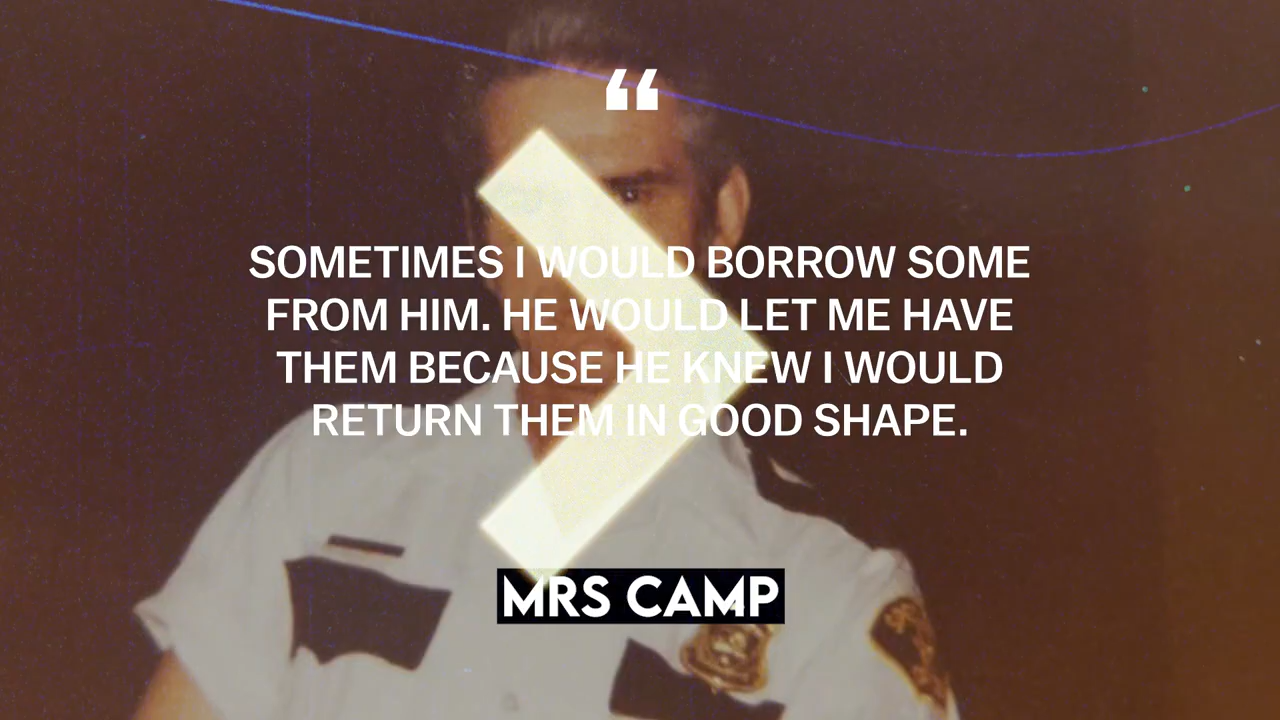 “
SOMETIMES I WOULD BORROW SOME
FROM HIM. HE WOULD LET ME HAVE
THEM BECAUSE HE KNEW I WOULD
RETURN THEM IN GOOD SHAPE.
MRS CAMP